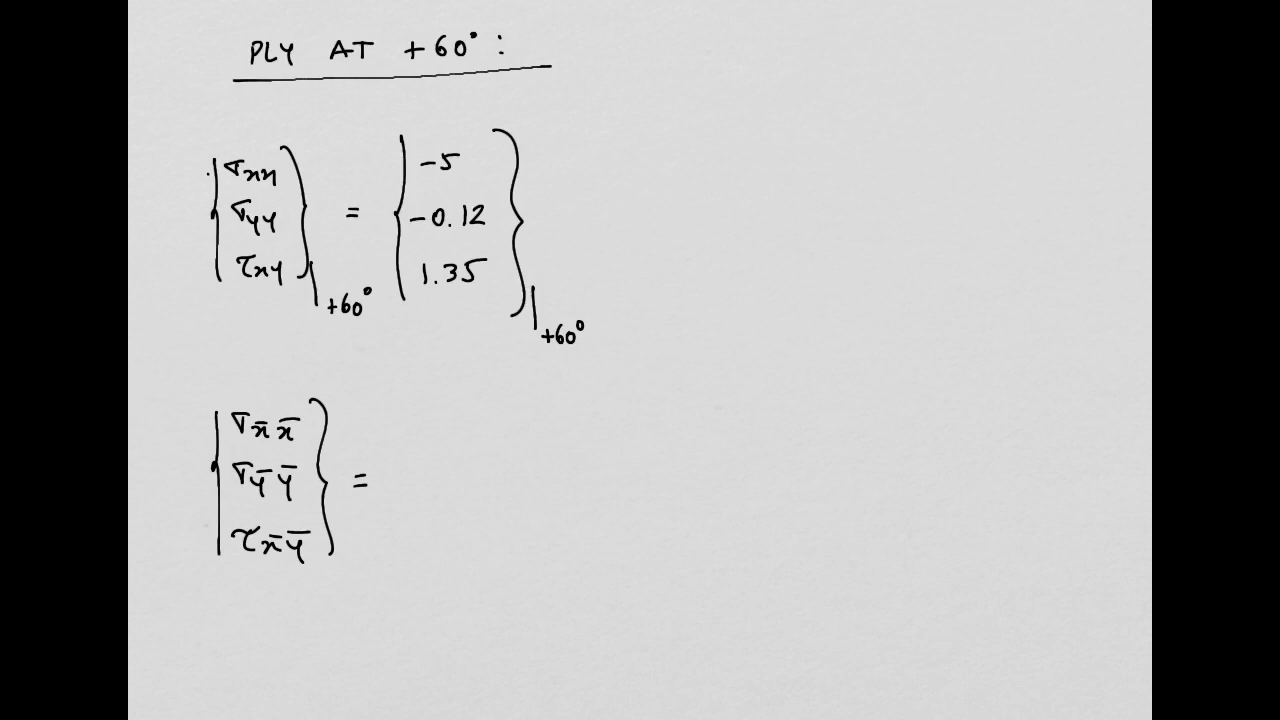 PLY AT +60° :
{σxx σyy τxy}|+60° = {-5 -0.12 1.35}|+60°
{σx̄x̄ σȳȳ τx̄ȳ} =